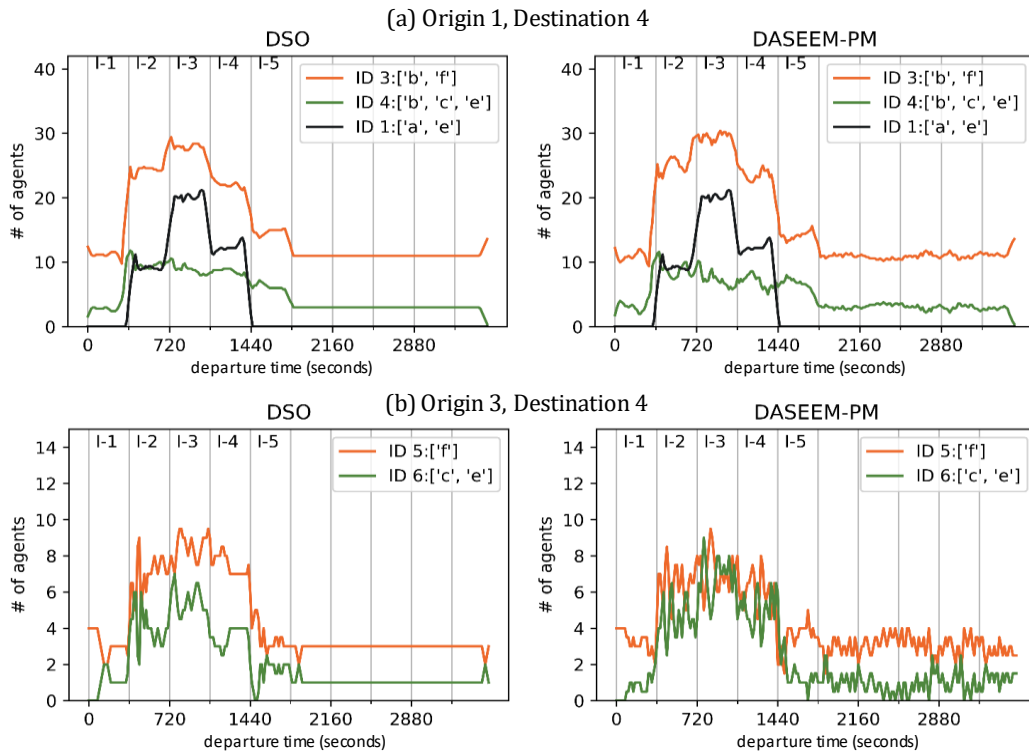 (a) Origin 1, Destination 4
DSO
I-1 I-2 I-3 I-4 I-5
ID 3:['b', 'f']
ID 4:['b', 'c', 'e']
ID 1:['a', 'e']
# of agents
40
30
20
10
0
0 720 1440 2160 2880
departure time (seconds)
DASEEM-PM
I-1 I-2 I-3 I-4 I-5
ID 3:['b', 'f']
ID 4:['b', 'c', 'e']
ID 1:['a', 'e']
# of agents
40
30
20
10
0
0 720 1440 2160 2880
departure time (seconds)
(b) Origin 3, Destination 4
DSO
I-1 I-2 I-3 I-4 I-5
ID 5:['f']
ID 6:['c', 'e']
# of agents
14
12
10
8
6
4
2
0
0 720 1440 2160 2880
departure time (seconds)
DASEEM-PM
I-1 I-2 I-3 I-4 I-5
ID 5:['f']
ID 6:['c', 'e']
# of agents
14
12
10
8
6
4
2
0
0 720 1440 2160 2880
departure time (seconds)